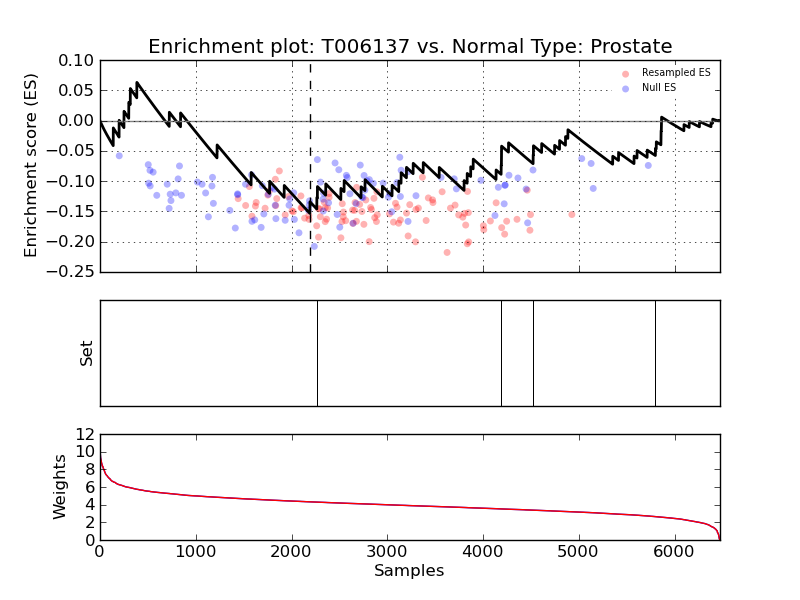 Enrichment plot: T006137 vs. Normal Type: Prostate
Enrichment score (ES)
0.10
0.05
0.00
−0.05
−0.10
−0.15
−0.20
−0.25
Resampled ES
Null ES
Set
Weights
12
10
8
6
4
2
0
0 1000 2000 3000 4000 5000 6000
Samples